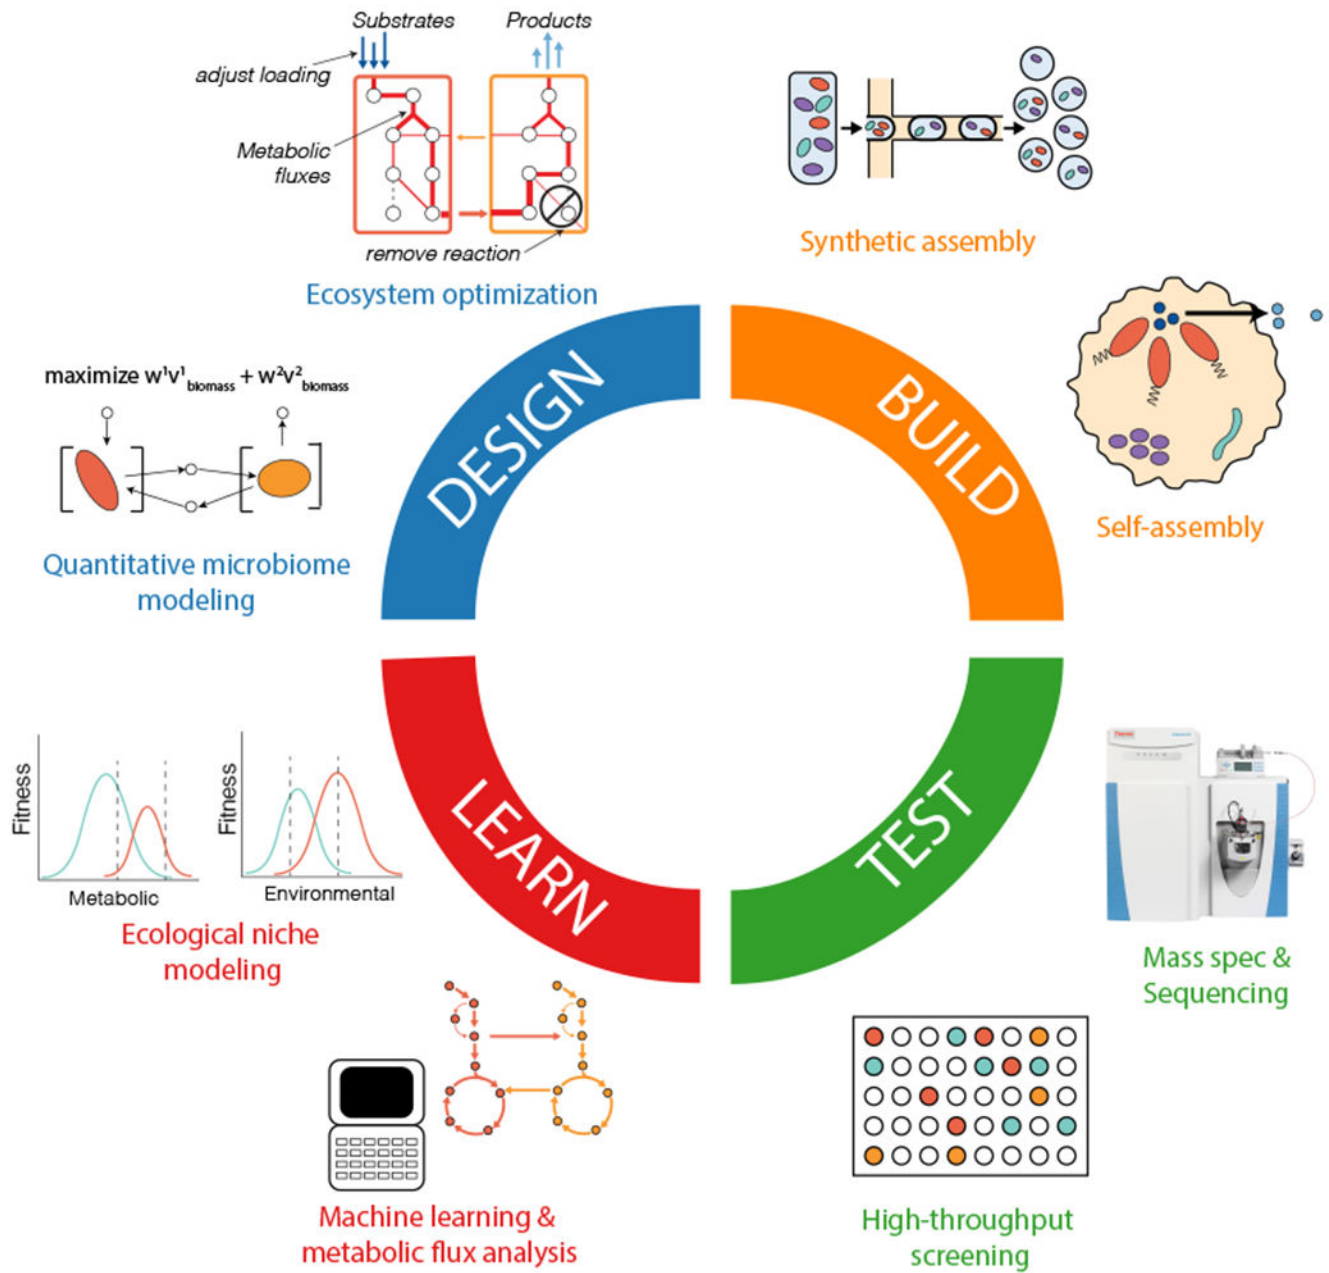 Substrates
Products
adjust loading
Metabolic
fluxes
remove reaction
Ecosystem optimization
Synthetic assembly
maximize w¹v¹biomass + w²v²biomass
Quantitative microbiome
modeling
Self-assembly
DESIGN
BUILD
LEARN
TEST
Fitness
Metabolic
Fitness
Environmental
Ecological niche
modeling
Mass spec &
Sequencing
Machine learning &
metabolic flux analysis
High-throughput
screening